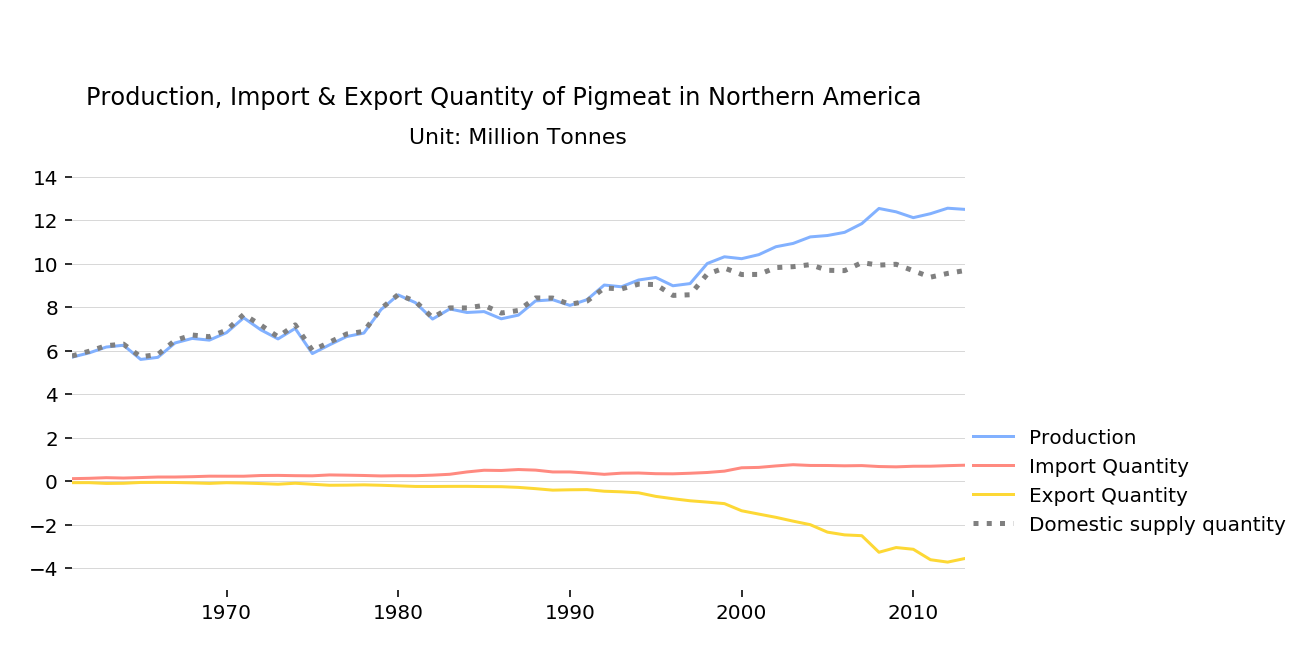 Production, Import & Export Quantity of Pigmeat in Northern America
Unit: Million Tonnes
14
12
10
8
6
4
2
0
−2
−4
1970 1980 1990 2000 2010
Production
Import Quantity
Export Quantity
Domestic supply quantity